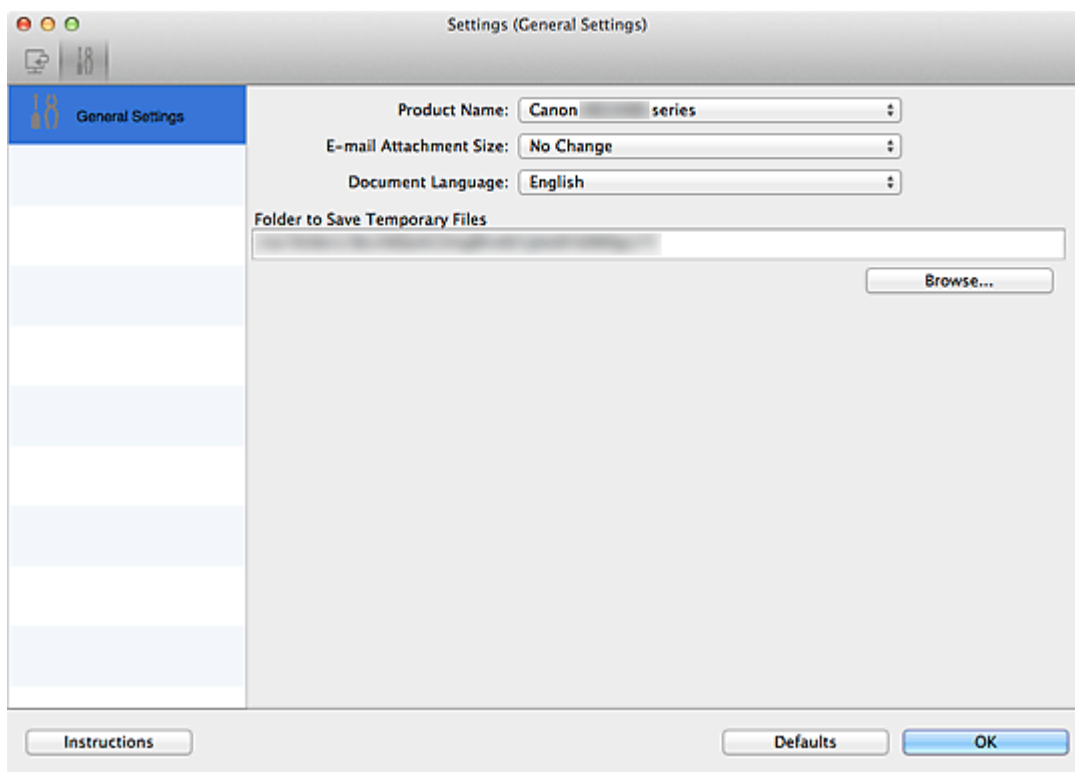 Settings (General Settings)
General Settings
Product Name: Canon series
E-mail Attachment Size: No Change
Document Language: English
Folder to Save Temporary Files
Browse...
Instructions
Defaults
OK